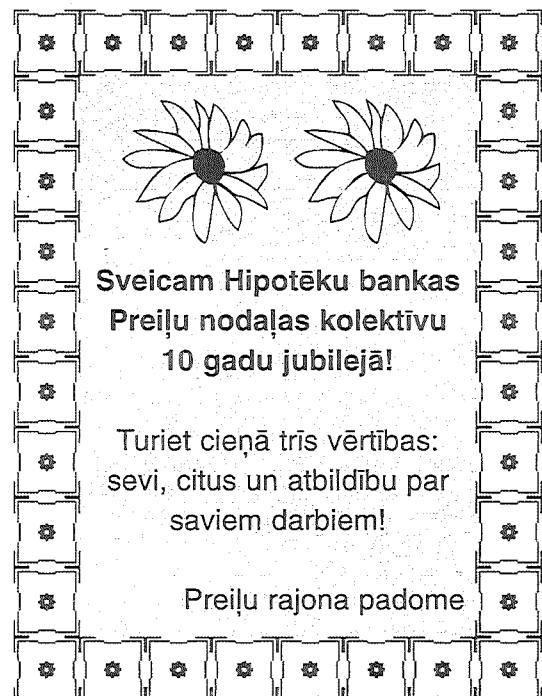 Sveicam Hipotēku bankas
Preiļu nodaļas kolektīvu
10 gadu jubilejā!
Turiet cieņā trīs vērtības:
sevi, citus un atbildību par
saviem darbiem!
Preiļu rajona padome